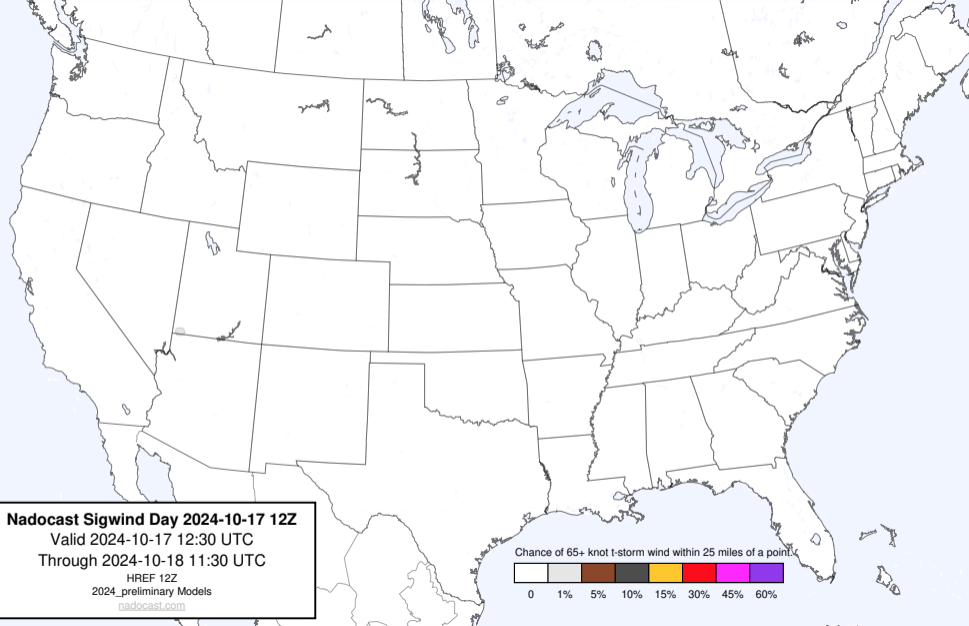 Nadocast Sigwind Day 2024-10-17 12Z
Valid 2024-10-17 12:30 UTC
Through 2024-10-18 11:30 UTC
HREF 12Z
2024_preliminary Models
nadocast.com
Chance of 65+ knot t-storm wind within 25 miles of a point.
0 1% 5% 10% 15% 30% 45% 60%